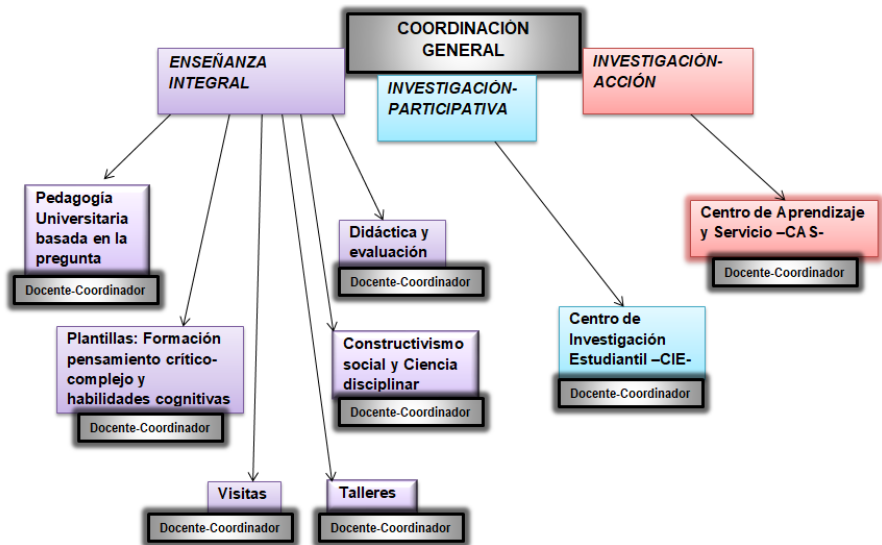 COORDINACIÓN
GENERAL
ENSEÑANZA
INTEGRAL
INVESTIGACIÓN-
PARTICIPATIVA
INVESTIGACIÓN-
ACCIÓN
Pedagogía
Universitaria
basada en la
pregunta
Docente-Coordinador
Didáctica y
evaluación
Docente-Coordinador
Centro de Aprendizaje
y Servicio –CAS-
Docente-Coordinador
Plantillas: Formación
pensamiento crítico-
complejo y
habilidades cognitivas
Docente-Coordinador
Constructivismo
social y Ciencia
disciplinar
Docente-Coordinador
Centro de
Investigación
Estudiantil –CIE-
Docente-Coordinador
Visitas
Docente-Coordinador
Talleres
Docente-Coordinador